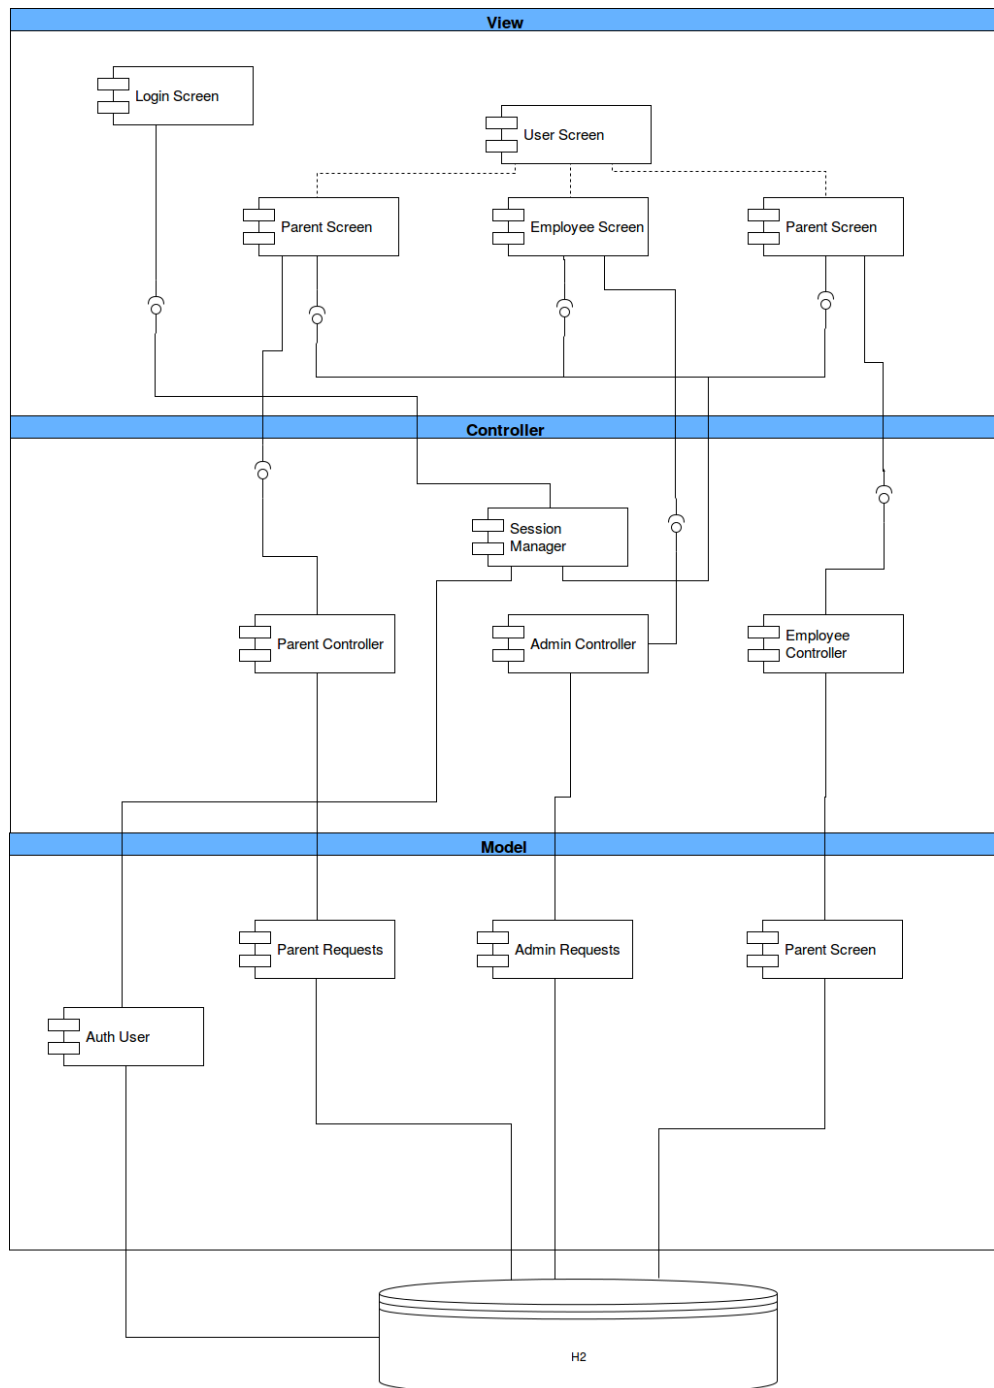 View
Login Screen
User Screen
Parent Screen
Employee Screen
Parent Screen
Controller
Session
Manager
Parent Controller
Admin Controller
Employee
Controller
Model
Parent Requests
Admin Requests
Parent Screen
Auth User
H2